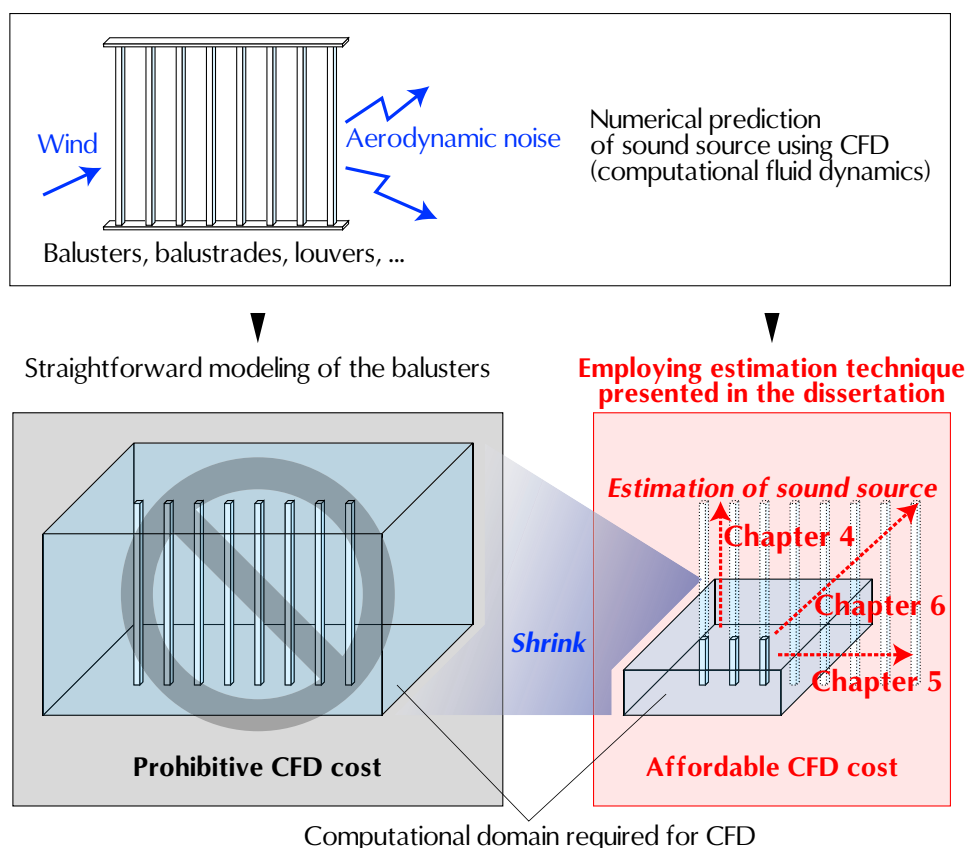 Wind
Aerodynamic noise
Numerical prediction
of sound source using CFD
(computational fluid dynamics)
Balusters, balustrades, louvers, ...
Straightforward modeling of the balusters
Employing estimation technique
presented in the dissertation
Estimation of sound source
Chapter 4
Chapter 6
Shrink
Chapter 5
Prohibitive CFD cost
Affordable CFD cost
Computational domain required for CFD